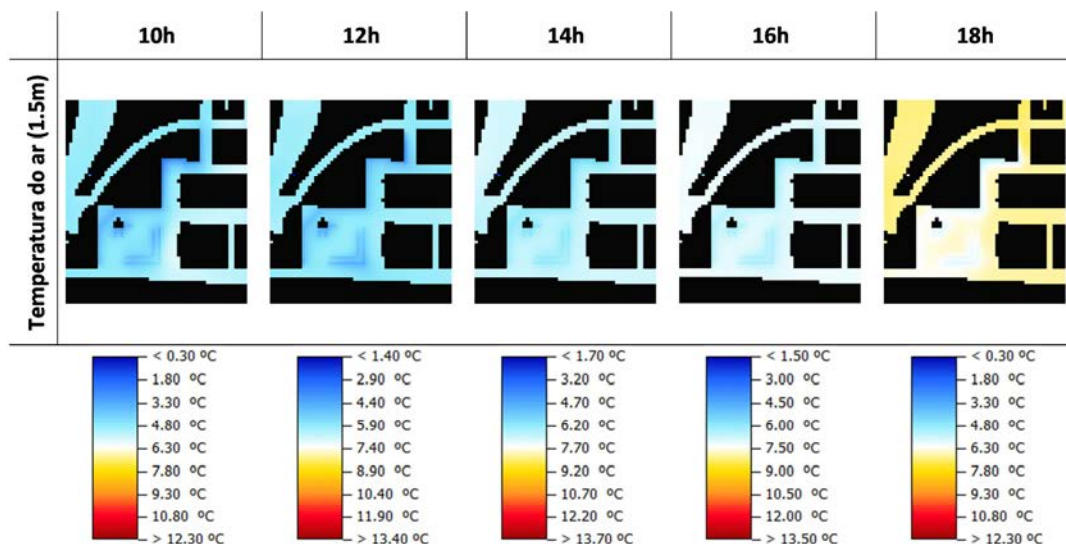 10h 12h 14h 16h 18h
Temperatura do ar (1.5m)
< 0.30 ºC < 1.40 ºC < 1.70 ºC < 1.50 ºC < 0.30 ºC
1.80 ºC 2.90 ºC 3.20 ºC 3.00 ºC 1.80 ºC
3.30 ºC 4.40 ºC 4.70 ºC 4.50 ºC 3.30 ºC
4.80 ºC 5.90 ºC 6.20 ºC 6.00 ºC 4.80 ºC
6.30 ºC 7.40 ºC 7.70 ºC 7.50 ºC 6.30 ºC
7.80 ºC 8.90 ºC 9.20 ºC 9.00 ºC 7.80 ºC
9.30 ºC 10.40 ºC 10.70 ºC 10.50 ºC 9.30 ºC
10.80 ºC 11.90 ºC 12.20 ºC 12.00 ºC 10.80 ºC
> 12.30 ºC > 13.40 ºC > 13.70 ºC > 13.50 ºC > 12.30 ºC